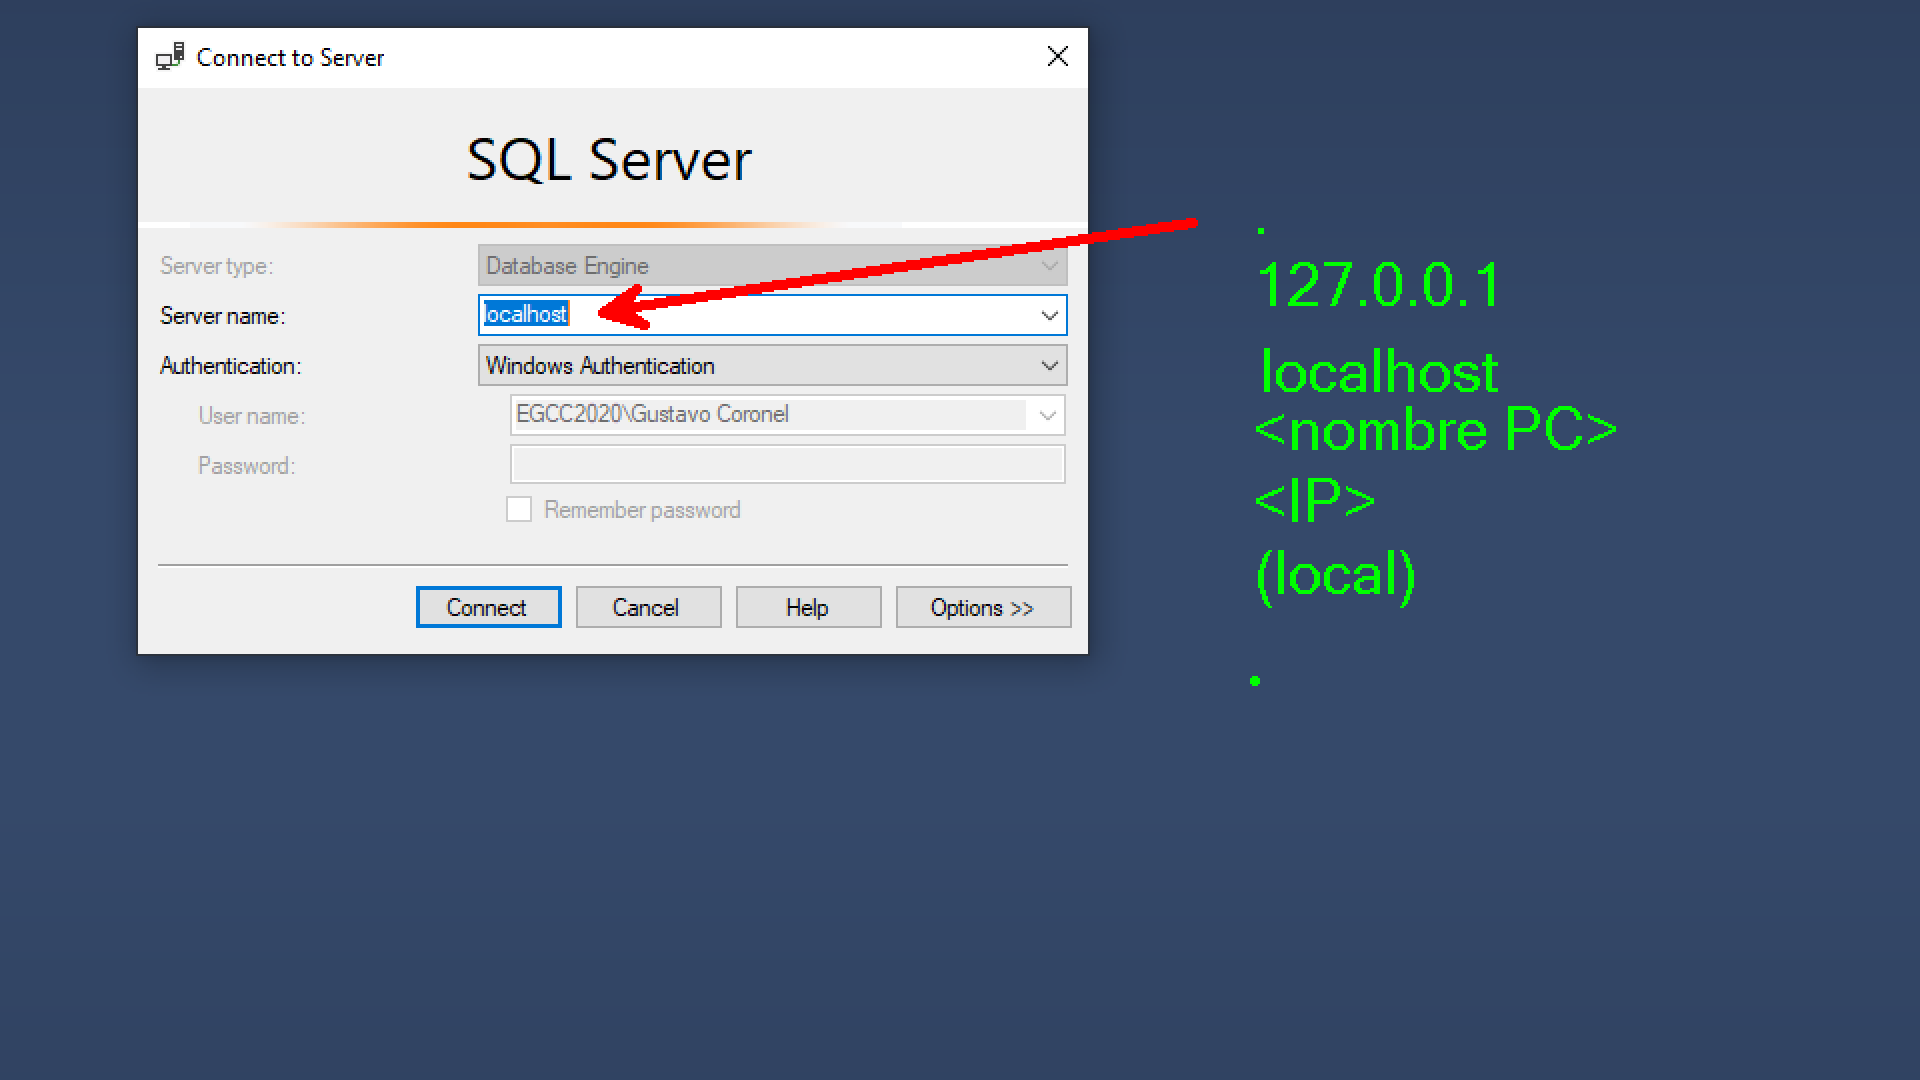 Connect to Server
SQL Server
Server type: Database Engine
Server name: localhost
Authentication: Windows Authentication
User name: EGCC2020\Gustavo Coronel
Password:
Remember password
Connect Cancel Help Options >>
.
127.0.0.1
localhost
<nombre PC>
<IP>
(local)
.